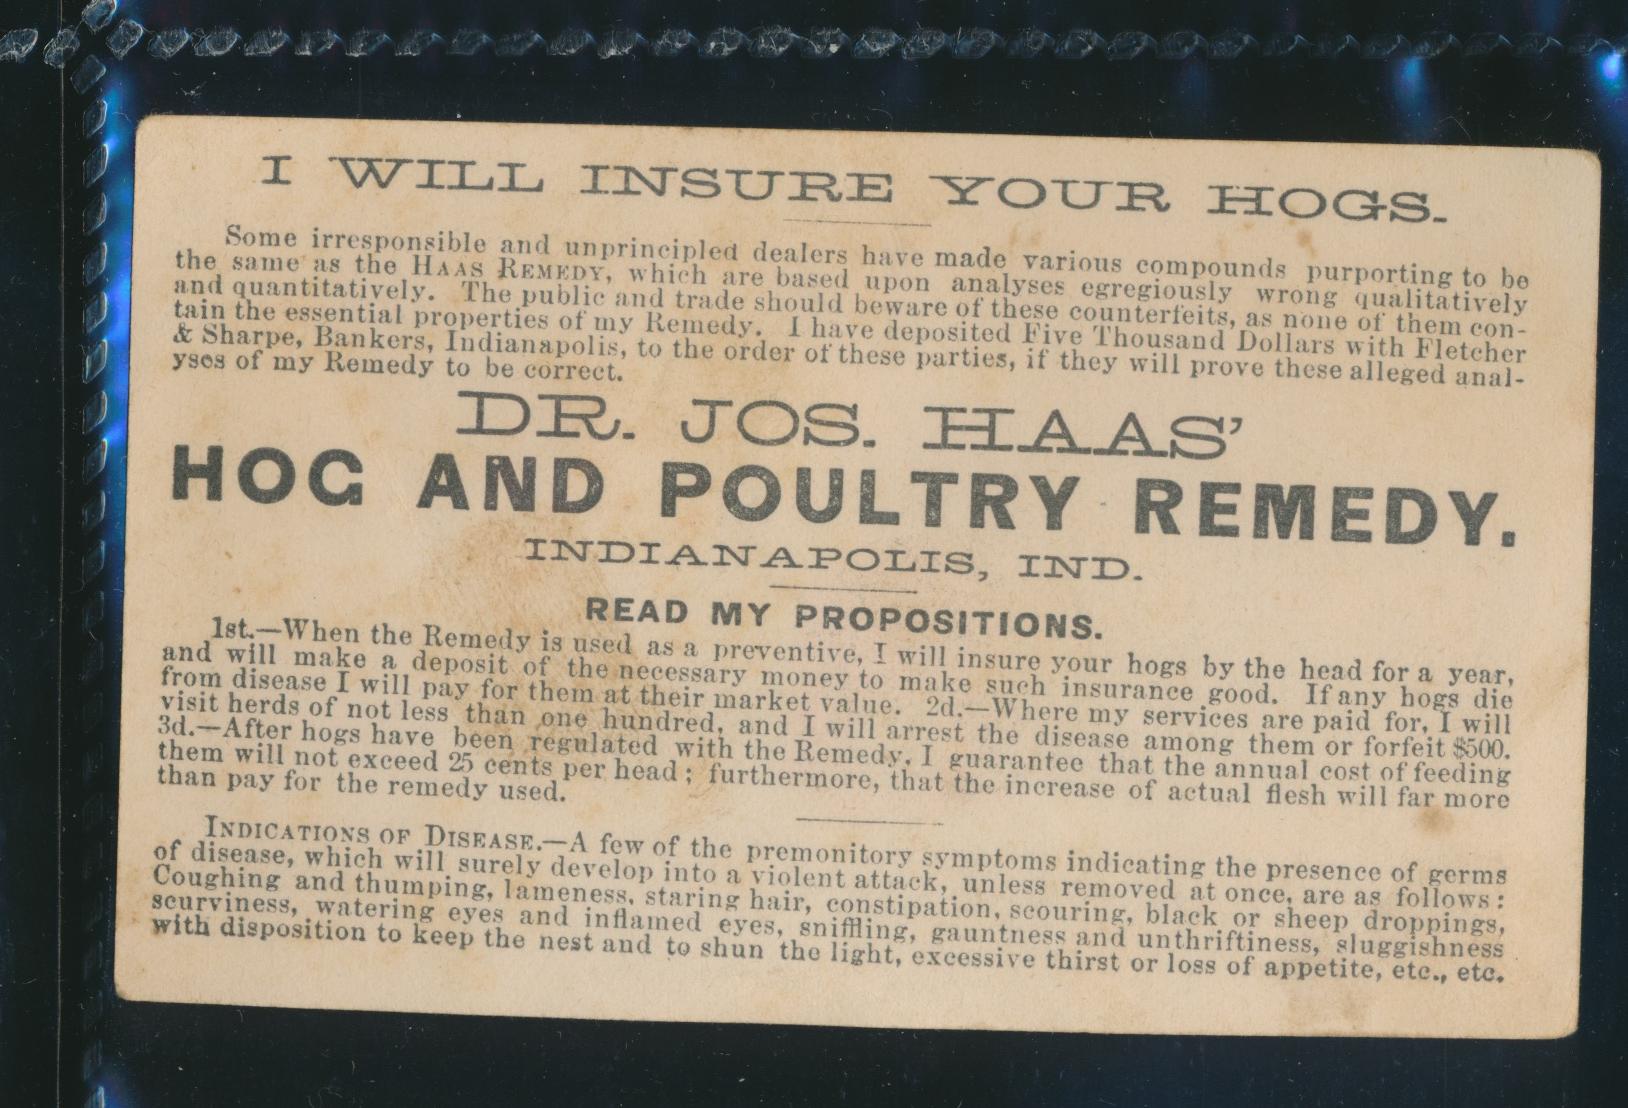 I WILL INSURE YOUR HOGS.
Some irresponsible and unprincipled dealers have made various compounds purporting to be
the same as the HAAS REMEDY, which are based upon analyses egregiously wrong qualitatively
and quantitatively. The public and trade should beware of these counterfeits, as none of them con-
tain the essential properties of my Remedy. I have deposited Five Thousand Dollars with Fletcher
& Sharpe, Bankers, Indianapolis, to the order of these parties, if they will prove these alleged anal-
yses of my Remedy to be correct.
DR. JOS. HAAS'
HOG AND POULTRY REMEDY.
INDIANAPOLIS, IND.
READ MY PROPOSITIONS.
1st.—When the Remedy is used as a preventive, I will insure your hogs by the head for a year,
and will make a deposit of the necessary money to make such insurance good. If any hogs die
from disease I will pay for them at their market value. 2d.—Where my services are paid for, I will
visit herds of not less than one hundred, and I will arrest the disease among them or forfeit $500.
3d.—After hogs have been regulated with the Remedy, I guarantee that the annual cost of feeding
them will not exceed 25 cents per head; furthermore, that the increase of actual flesh will far more
than pay for the remedy used.
INDICATIONS OF DISEASE.—A few of the premonitory symptoms indicating the presence of germs
of disease, which will surely develop into a violent attack, unless removed at once, are as follows:
Coughing and thumping, lameness, staring hair, constipation, scouring, black or sheep droppings,
scurviness, watering eyes and inflamed eyes, sniffling, gauntness and unthriftiness, sluggishness
with disposition to keep the nest and to shun the light, excessive thirst or loss of appetite, etc., etc.